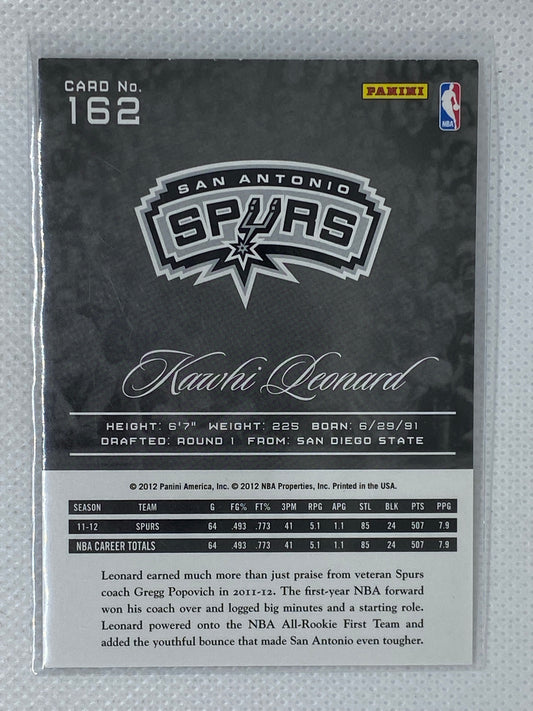 CARD No.
162
PANINI
NBA
SAN ANTONIO
SPURS
Kawhi Leonard
HEIGHT: 6'7" WEIGHT: 225 BORN: 6/29/91
DRAFTED: ROUND 1 FROM: SAN DIEGO STATE
© 2012 Panini America, Inc. © 2012 NBA Properties, Inc. Printed in the USA.
SEASON TEAM G FG% FT% 3PM RPG APG STL BLK PTS PPG
11-12 SPURS 64 .493 .773 41 5.1 1.1 85 24 507 7.9
NBA CAREER TOTALS 64 .493 .773 41 5.1 1.1 85 24 507 7.9
Leonard earned much more than just praise from veteran Spurs
coach Gregg Popovich in 2011-12. The first-year NBA forward
won his coach over and logged big minutes and a starting role.
Leonard powered onto the NBA All-Rookie First Team and
added the youthful bounce that made San Antonio even tougher.